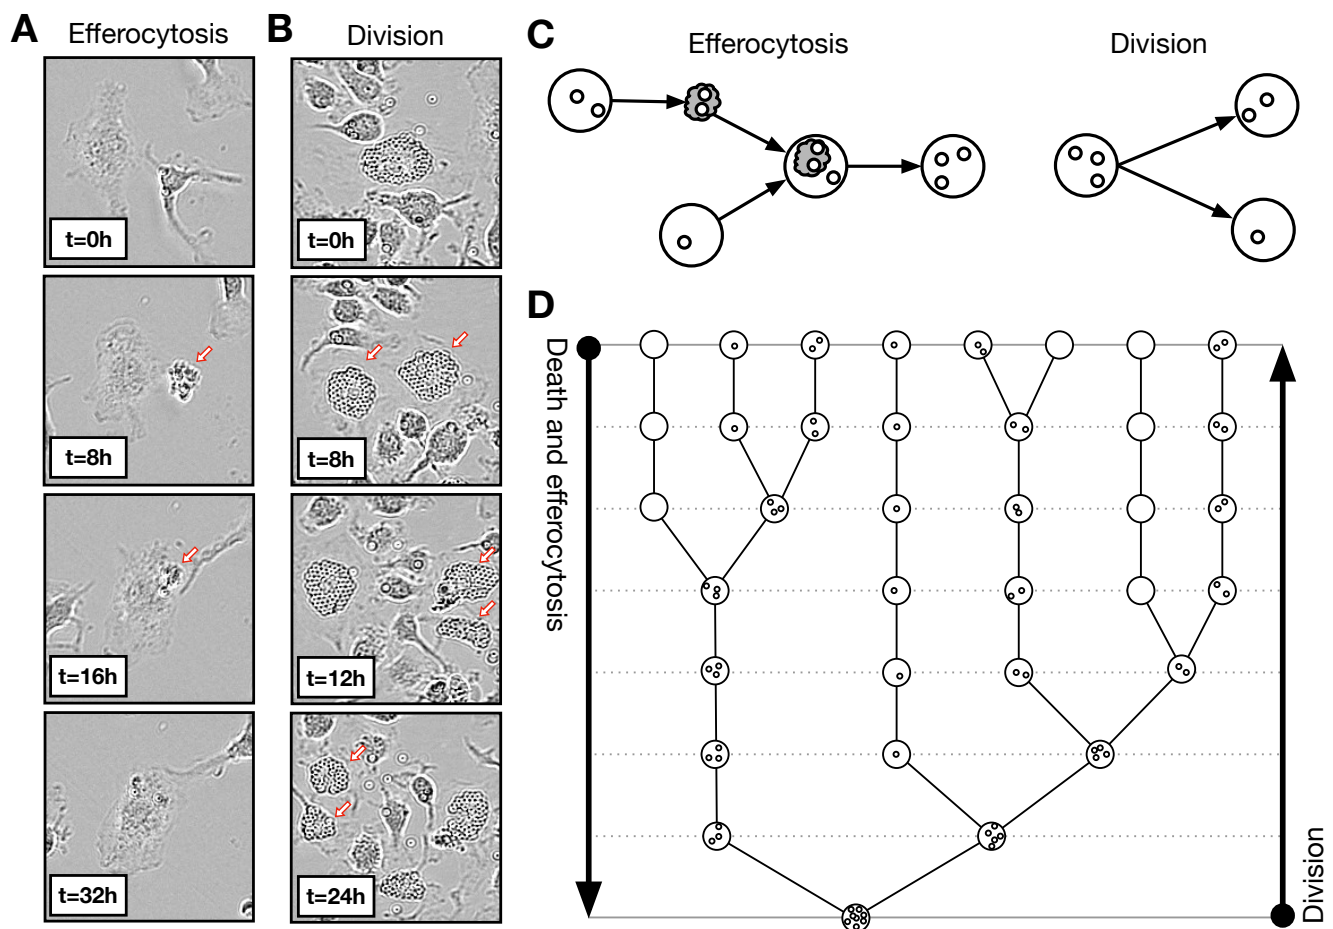 A
Efferocytosis
t=0h
t=8h
t=16h
t=32h
B
Division
t=0h
t=8h
t=12h
t=24h
C
Efferocytosis
Division
D
Death and efferocytosis
Division